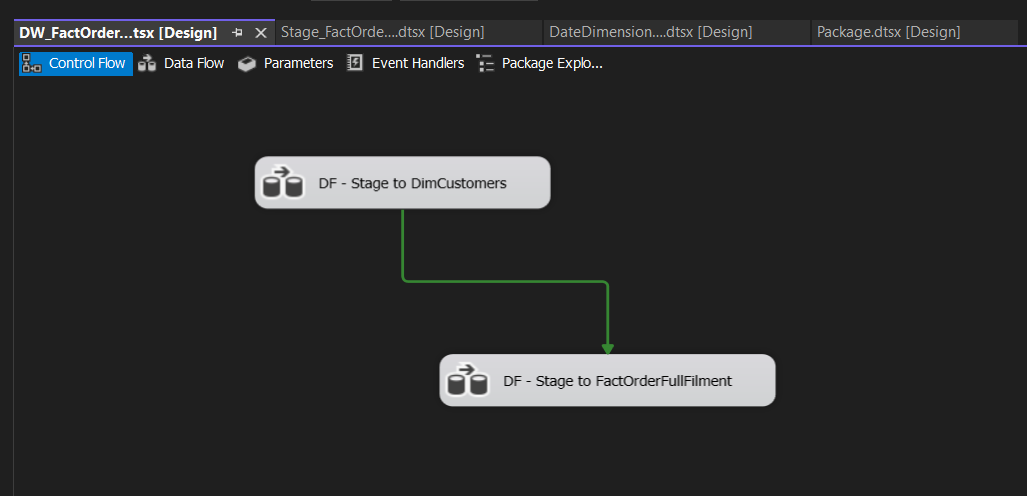 DW_FactOrder...tsx [Design]
Stage_FactOrde....dtsx [Design]
DateDimension....dtsx [Design]
Package.dtsx [Design]
Control Flow
Data Flow
Parameters
Event Handlers
Package Explo...
DF - Stage to DimCustomers
DF - Stage to FactOrderFullFilment